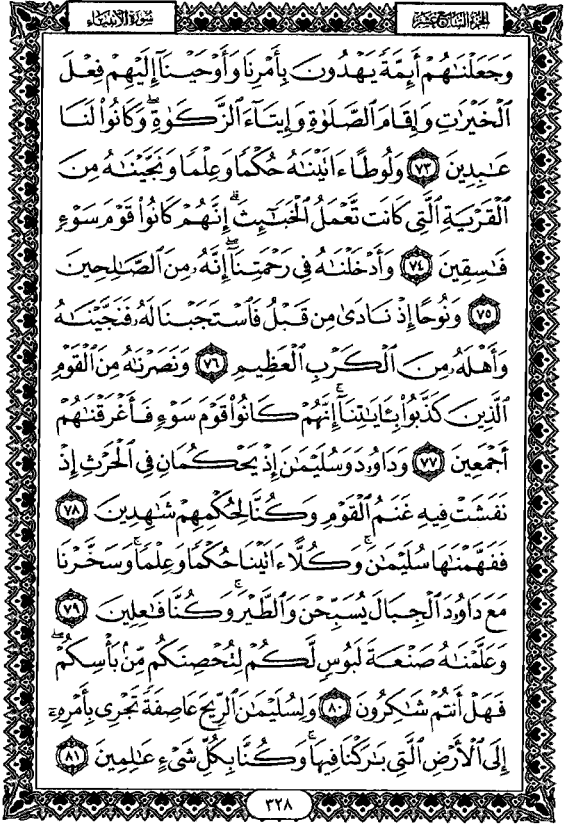 الجزء السابع عشر
سورة الأنبياء
وَجَعَلْنَٰهُمْ أَئِمَّةً يَهْدُونَ بِأَمْرِنَا وَأَوْحَيْنَآ إِلَيْهِمْ فِعْلَ
ٱلْخَيْرَٰتِ وَإِقَامَ ٱلصَّلَوٰةِ وَإِيتَآءَ ٱلزَّكَوٰةِ ۖ وَكَانُوا۟ لَنَا
عَٰبِدِينَ ٧٣ وَلُوطًا ءَاتَيْنَٰهُ حُكْمًا وَعِلْمًا وَنَجَّيْنَٰهُ مِنَ
ٱلْقَرْيَةِ ٱلَّتِى كَانَت تَّعْمَلُ ٱلْخَبَٰٓئِثَ ۗ إِنَّهُمْ كَانُوا۟ قَوْمَ سَوْءٍ
فَٰسِقِينَ ٧٤ وَأَدْخَلْنَٰهُ فِى رَحْمَتِنَآ ۖ إِنَّهُۥ مِنَ ٱلصَّٰلِحِينَ
٧٥ وَنُوحًا إِذْ نَادَىٰ مِن قَبْلُ فَٱسْتَجَبْنَا لَهُۥ فَنَجَّيْنَٰهُ
وَأَهْلَهُۥ مِنَ ٱلْكَرْبِ ٱلْعَظِيمِ ٧٦ وَنَصَرْنَٰهُ مِنَ ٱلْقَوْمِ
ٱلَّذِينَ كَذَّبُوا۟ بِـَٔايَٰتِنَآ ۚ إِنَّهُمْ كَانُوا۟ قَوْمَ سَوْءٍ فَأَغْرَقْنَٰهُمْ
أَجْمَعِينَ ٧٧ وَدَاوُۥدَ وَسُلَيْمَٰنَ إِذْ يَحْكُمَانِ فِى ٱلْحَرْثِ إِذْ
نَفَشَتْ فِيهِ غَنَمُ ٱلْقَوْمِ وَكُنَّا لِحُكْمِهِمْ شَٰهِدِينَ ٧٨
فَفَهَّمْنَٰهَا سُلَيْمَٰنَ ۚ وَكُلًّا ءَاتَيْنَا حُكْمًا وَعِلْمًا ۚ وَسَخَّرْنَا
مَعَ دَاوُۥدَ ٱلْجِبَالَ يُسَبِّحْنَ وَٱلطَّيْرَ ۚ وَكُنَّا فَٰعِلِينَ ٧٩
وَعَلَّمْنَٰهُ صَنْعَةَ لَبُوسٍ لَّكُمْ لِتُحْصِنَكُم مِّنۢ بَأْسِكُمْ ۖ
فَهَلْ أَنتُمْ شَٰكِرُونَ ٨٠ وَلِسُلَيْمَٰنَ ٱلرِّيحَ عَاصِفَةً تَجْرِى بِأَمْرِهِۦٓ
إِلَى ٱلْأَرْضِ ٱلَّتِى بَٰرَكْنَا فِيهَا ۚ وَكُنَّا بِكُلِّ شَىْءٍ عَٰلِمِينَ ٨١
٣٢٨